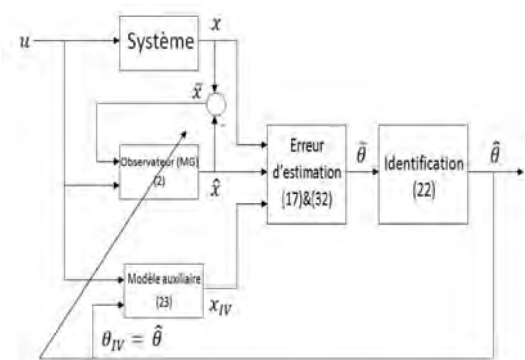 x
u
Système
x̃
-
Observateur (MG)
(2)
x̂
Erreur
d'estimation
(17)&(32)
θ̃
Identification
(22)
θ̂
Modèle auxiliaire
(23)
x_IV
θ_IV = θ̂